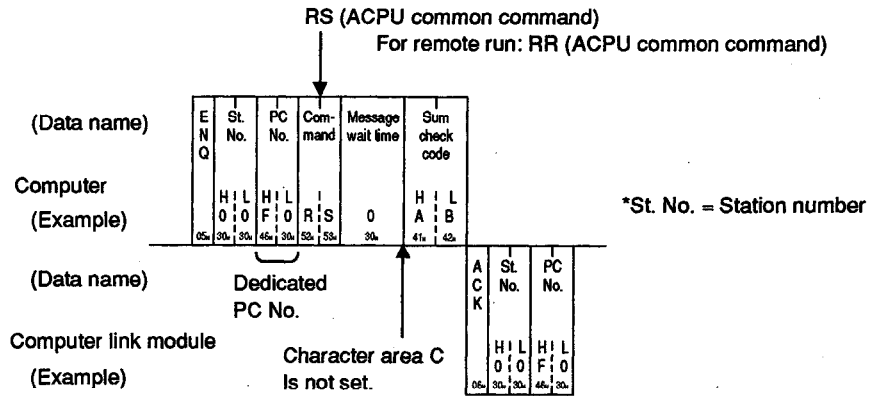 RS (ACPU common command)
For remote run: RR (ACPU common command)
(Data name)
E N Q
St. No.
PC No.
Com-mand
Message wait time
Sum check code
Computer
(Example)
H L H L H L
0 0 F 0 R S 0 A B
05H 30H 30H 46H 30H 52H 53H 30H 41H 42H
*St. No. = Station number
(Data name)
Dedicated
PC No.
A C K
St. No.
PC No.
Computer link module
(Example)
Character area C
Is not set.
H L H L
0 0 F 0
06H 30H 30H 46H 30H